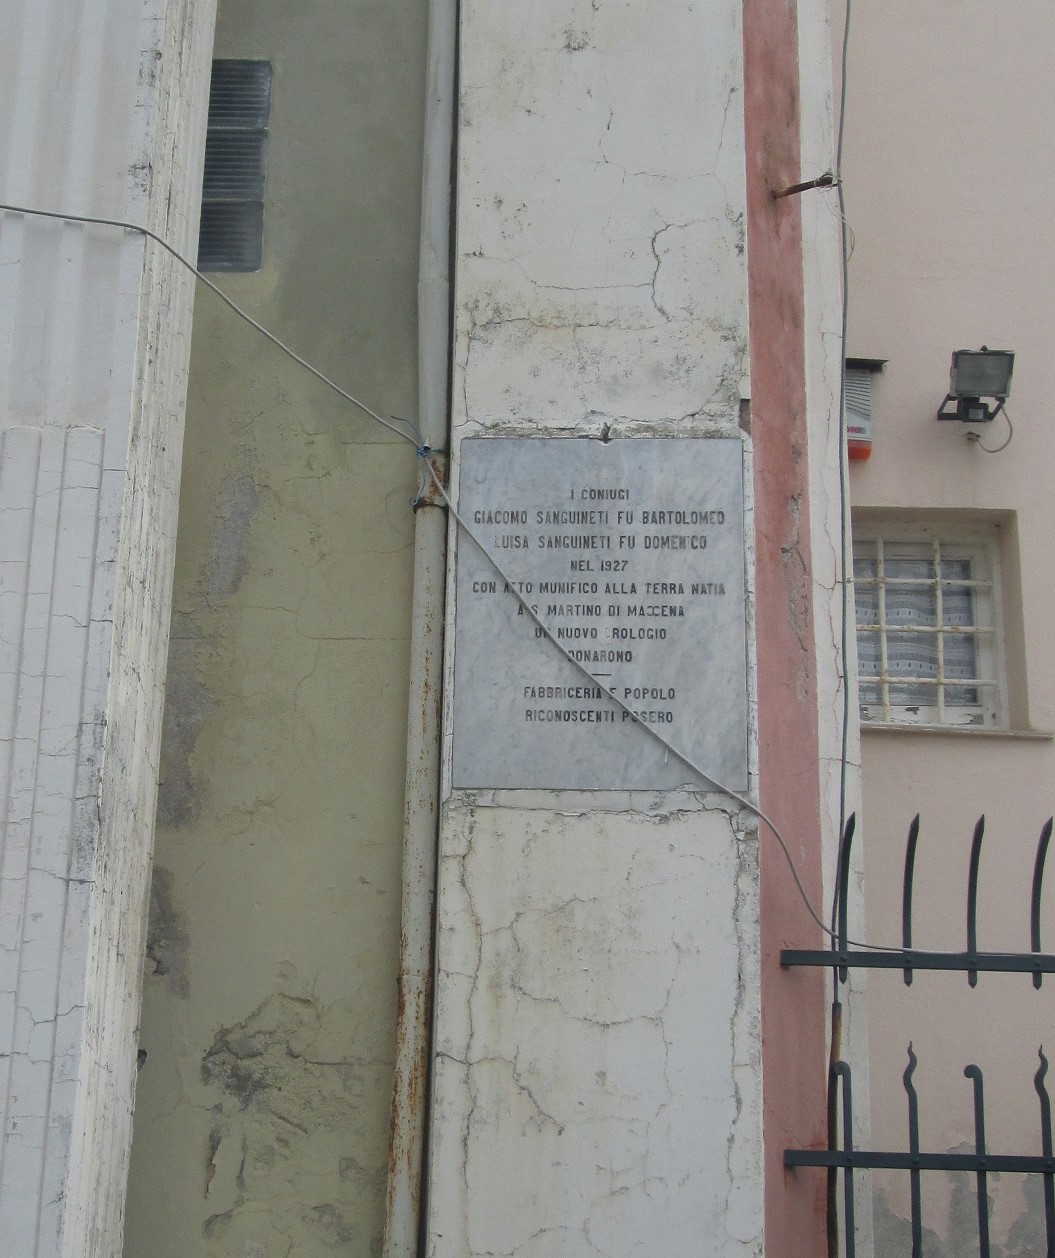 I CONIUGI
GIACOMO SANGUINETI FU BARTOLOMEO
LUISA SANGUINETI FU DOMENICO
NEL 1927
CON ATTO MUNIFICO ALLA TERRA NATIA
A S. MARTINO DI MAXENA
UN NUOVO OROLOGIO
DONARONO
FABBRICERIA E POPOLO
RICONOSCENTI POSERO